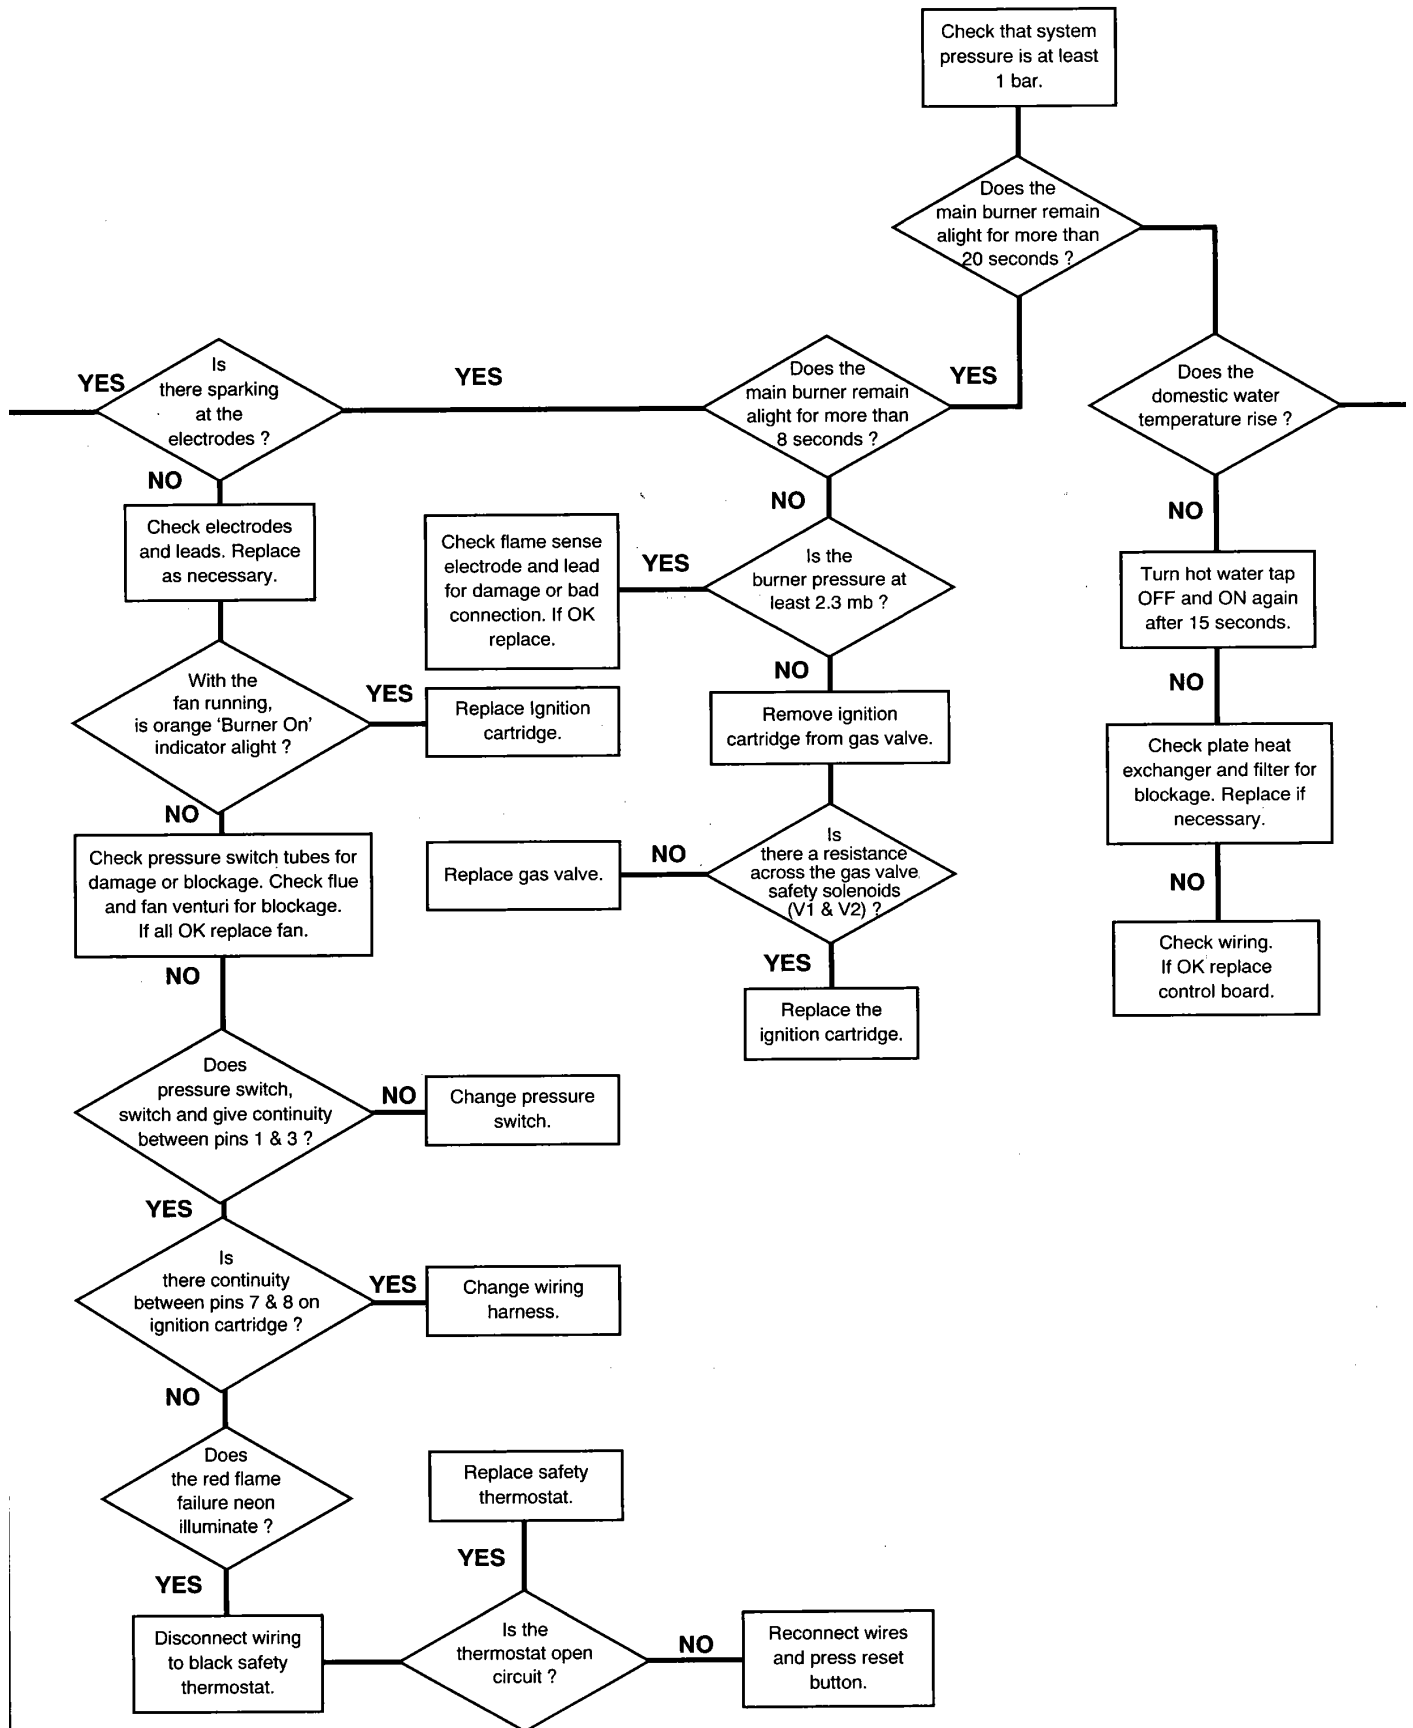 Check that system
pressure is at least
1 bar.
Does the
main burner remain
alight for more than
20 seconds ?
YES
Is
there sparking
at the
electrodes ?
YES
Does the
main burner remain
alight for more than
8 seconds ?
YES
Does the
domestic water
temperature rise ?
NO
Check electrodes
and leads. Replace
as necessary.
NO
Check flame sense
electrode and lead
for damage or bad
connection. If OK
replace.
YES
Is the
burner pressure at
least 2.3 mb ?
NO
Turn hot water tap
OFF and ON again
after 15 seconds.
With the
fan running,
is orange 'Burner On'
indicator alight ?
YES
Replace Ignition
cartridge.
NO
Remove ignition
cartridge from gas valve.
NO
Check plate heat
exchanger and filter for
blockage. Replace if
necessary.
NO
Check pressure switch tubes for
damage or blockage. Check flue
and fan venturi for blockage.
If all OK replace fan.
Replace gas valve.
NO
Is
there a resistance
across the gas valve
safety solenoids
(V1 & V2) ?
NO
Check wiring.
If OK replace
control board.
NO
YES
Replace the
ignition cartridge.
Does
pressure switch,
switch and give continuity
between pins 1 & 3 ?
NO
Change pressure
switch.
YES
Is
there continuity
between pins 7 & 8 on
ignition cartridge ?
YES
Change wiring
harness.
NO
Does
the red flame
failure neon
illuminate ?
Replace safety
thermostat.
YES
YES
Disconnect wiring
to black safety
thermostat.
Is the
thermostat open
circuit ?
NO
Reconnect wires
and press reset
button.